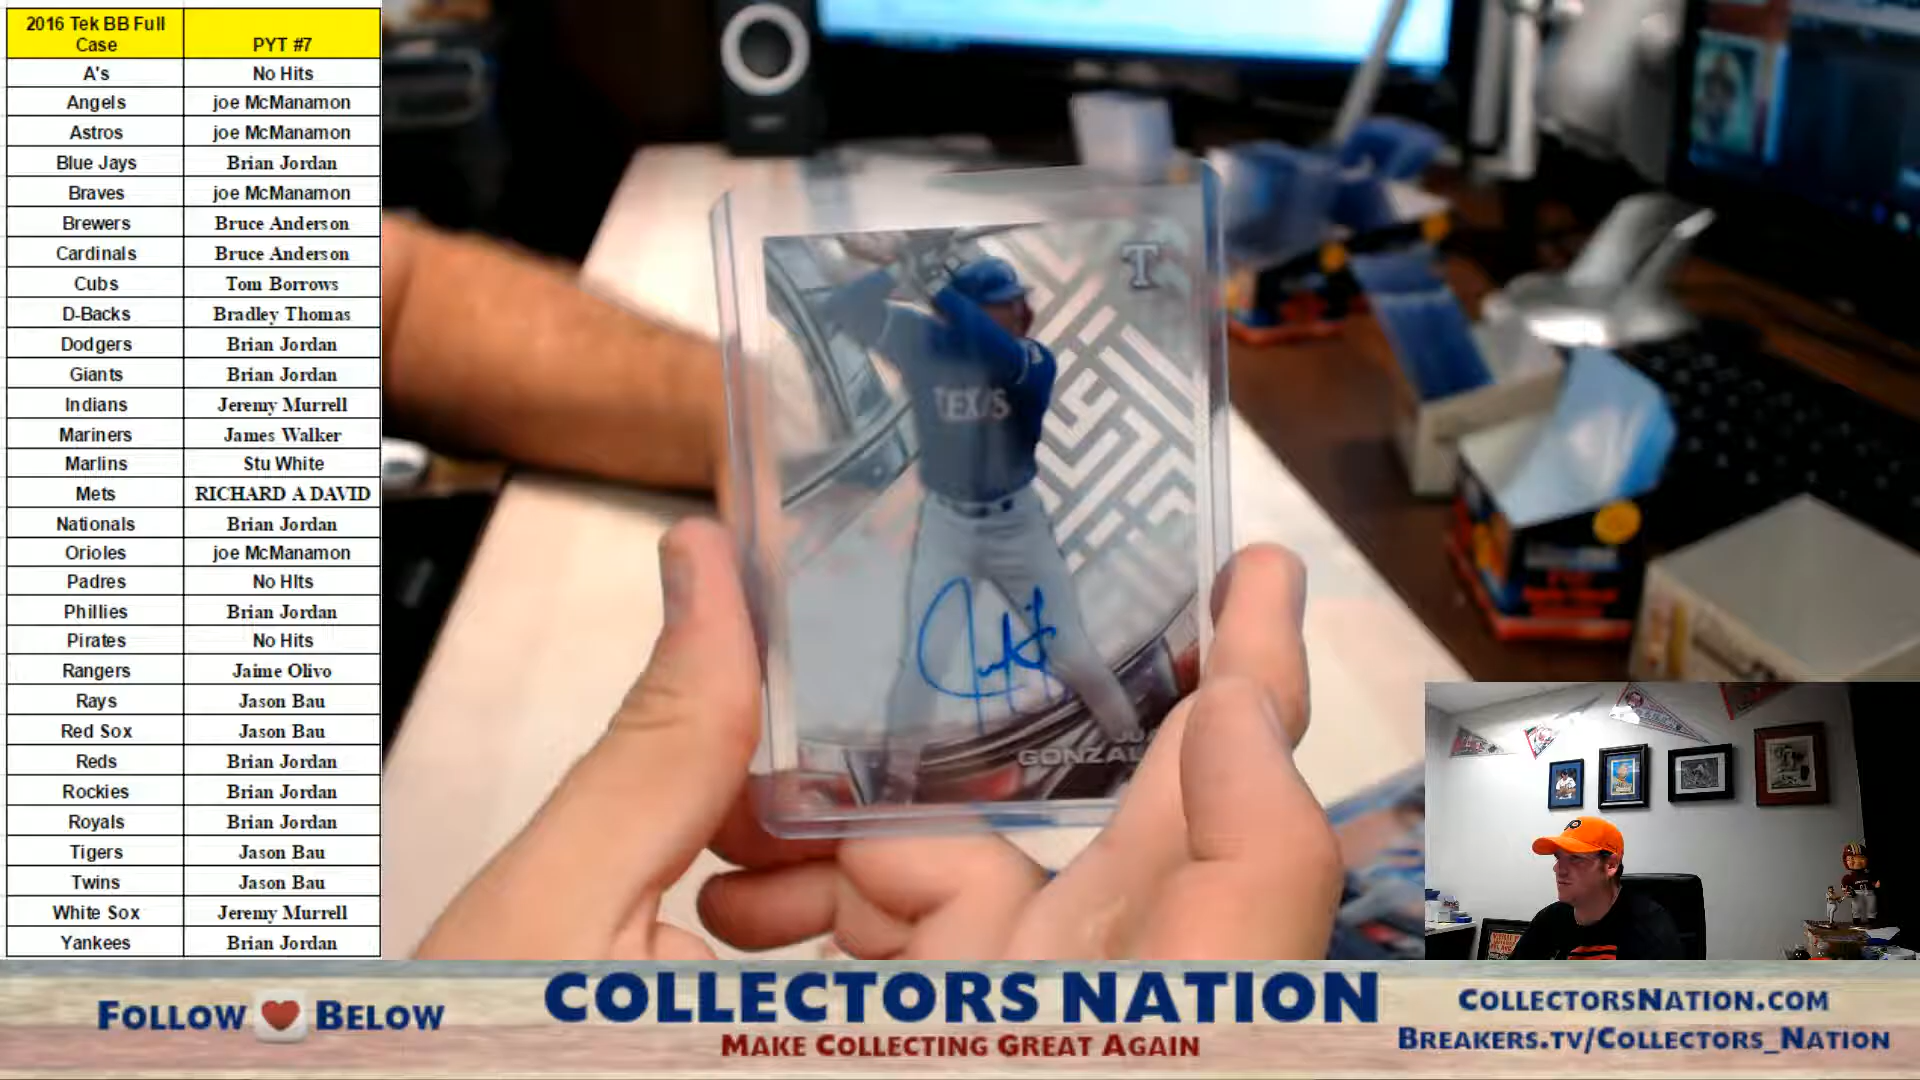 2016 Tek BB Full Case PYT #7
A's No Hits
Angels joe McManamon
Astros joe McManamon
Blue Jays Brian Jordan
Braves joe McManamon
Brewers Bruce Anderson
Cardinals Bruce Anderson
Cubs Tom Borrows
D-Backs Bradley Thomas
Dodgers Brian Jordan
Giants Brian Jordan
Indians Jeremy Murrell
Mariners James Walker
Marlins Stu White
Mets RICHARD A DAVID
Nationals Brian Jordan
Orioles joe McManamon
Padres No HIts
Phillies Brian Jordan
Pirates No Hits
Rangers Jaime Olivo
Rays Jason Bau
Red Sox Jason Bau
Reds Brian Jordan
Rockies Brian Jordan
Royals Brian Jordan
Tigers Jason Bau
Twins Jason Bau
White Sox Jeremy Murrell
Yankees Brian Jordan
T
TEXAS
FOLLOW BELOW
COLLECTORS NATION
MAKE COLLECTING GREAT AGAIN
COLLECTORSNATION.COM
BREAKERS.TV/COLLECTORS_NATION